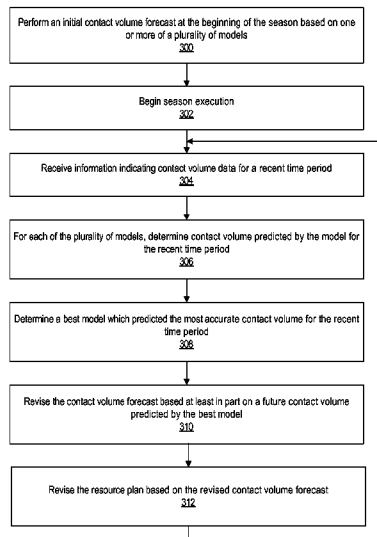 Perform an initial contact volume forecast at the beginning of the season based on one
or more of a plurality of models
300
Begin season execution
302
Receive information indicating contact volume data for a recent time period
304
For each of the plurality of models, determine contact volume predicted by the model for
the recent time period
306
Determine a best model which predicted the most accurate contact volume for the recent
time period
308
Revise the contact volume forecast based at least in part on a future contact volume
predicted by the best model
310
Revise the resource plan based on the revised contact volume forecast
312